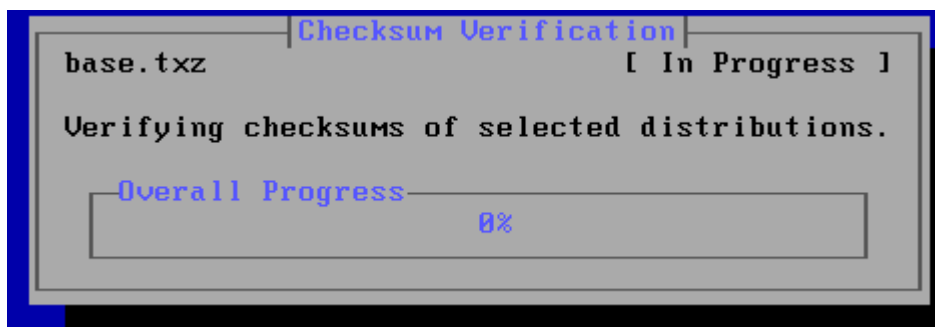 Checksum Verification
base.txz [ In Progress ]
Verifying checksums of selected distributions.
Overall Progress
0%